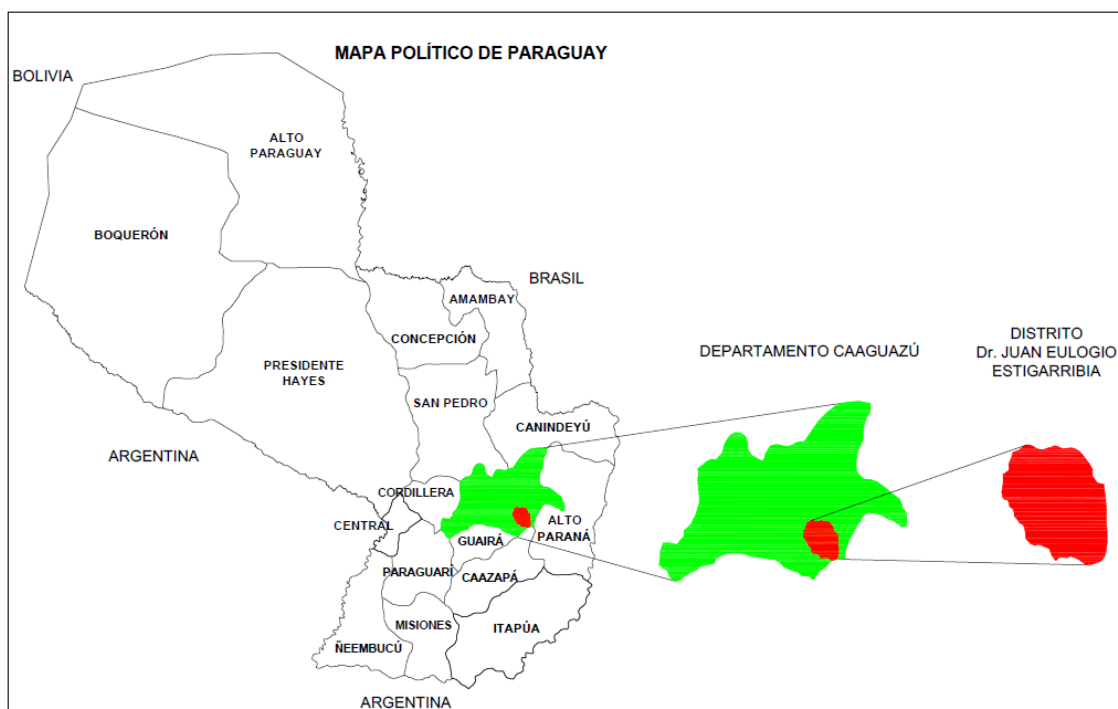 MAPA POLÍTICO DE PARAGUAY
BOLIVIA
ALTO
PARAGUAY
BOQUERÓN
BRASIL
AMAMBAY
CONCEPCIÓN
PRESIDENTE
HAYES
SAN PEDRO
CANINDEYÚ
ARGENTINA
CORDILLERA
CENTRAL
ALTO
PARANÁ
GUAIRÁ
PARAGUARÍ
CAAZAPÁ
MISIONES
ITAPÚA
ÑEEMBUCÚ
ARGENTINA
DEPARTAMENTO CAAGUAZÚ
DISTRITO
Dr. JUAN EULOGIO
ESTIGARRIBIA